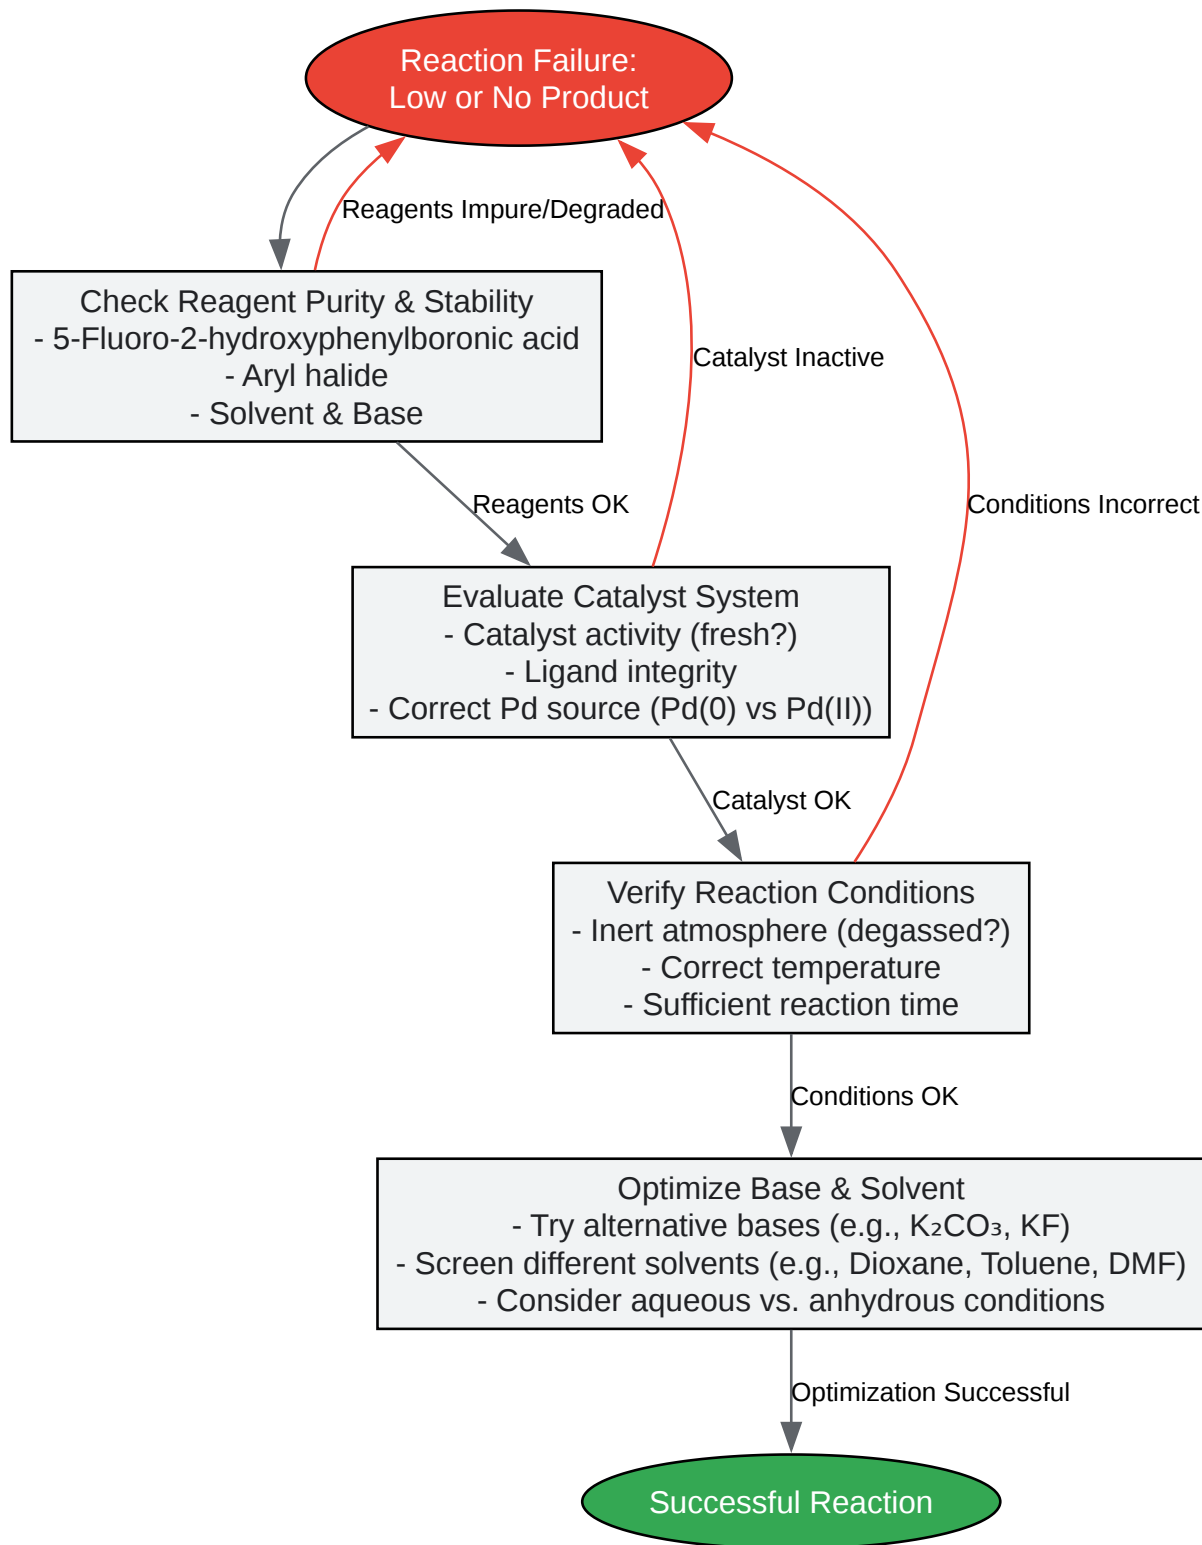 Reaction Failure:
Low or No Product
Reagents Impure/Degraded
Check Reagent Purity & Stability
- 5-Fluoro-2-hydroxyphenylboronic acid
- Aryl halide
- Solvent & Base
Catalyst Inactive
Reagents OK
Conditions Incorrect
Evaluate Catalyst System
- Catalyst activity (fresh?)
- Ligand integrity
- Correct Pd source (Pd(0) vs Pd(II))
Catalyst OK
Verify Reaction Conditions
- Inert atmosphere (degassed?)
- Correct temperature
- Sufficient reaction time
Conditions OK
Optimize Base & Solvent
- Try alternative bases (e.g., K₂CO₃, KF)
- Screen different solvents (e.g., Dioxane, Toluene, DMF)
- Consider aqueous vs. anhydrous conditions
Optimization Successful
Successful Reaction